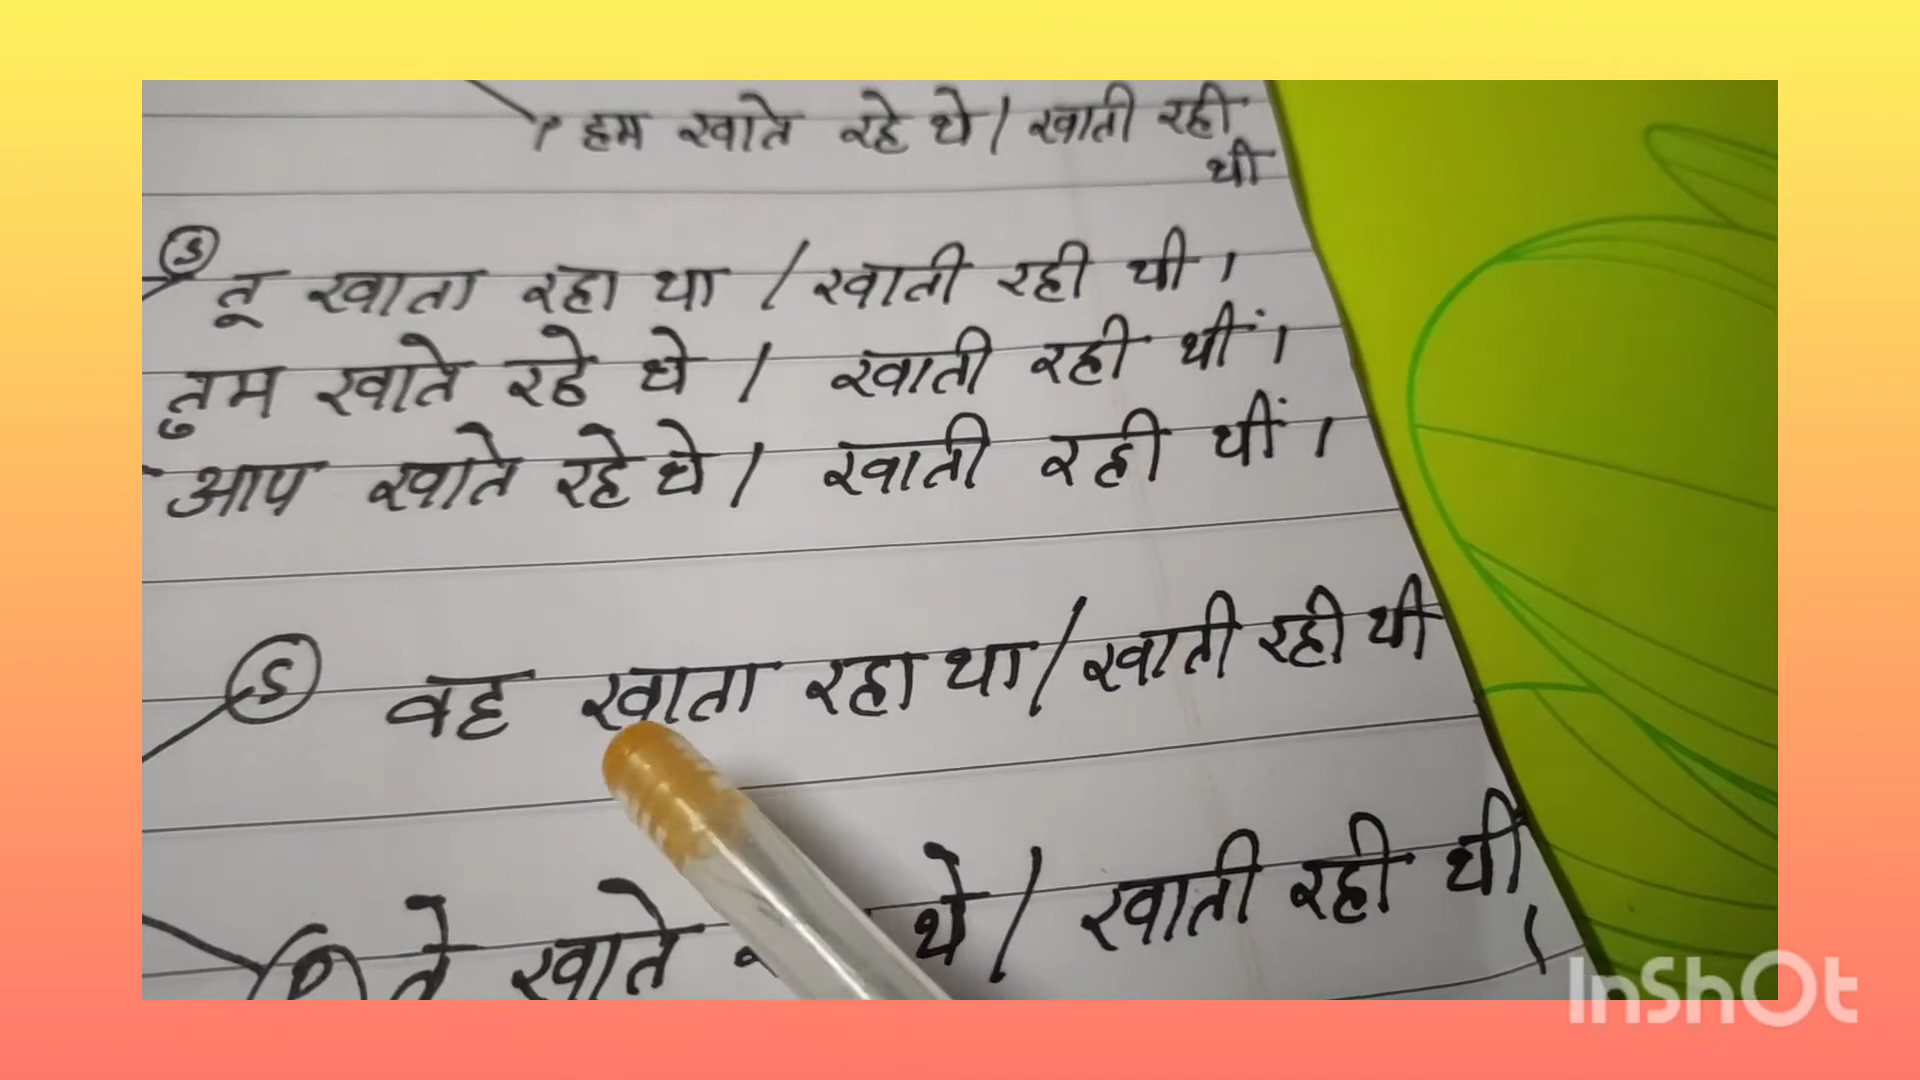 हम खाते रहे थे / खाती रही
थी
S तू खाता रहा था / खाती रही थी।
तुम खाते रहे थे / खाती रही थीं।
आप खाते रहे थे / खाती रही थीं।
S वह खाता रहा था / खाती रही थी
P वे खाते थे / खाती रही थीं।
InShOt